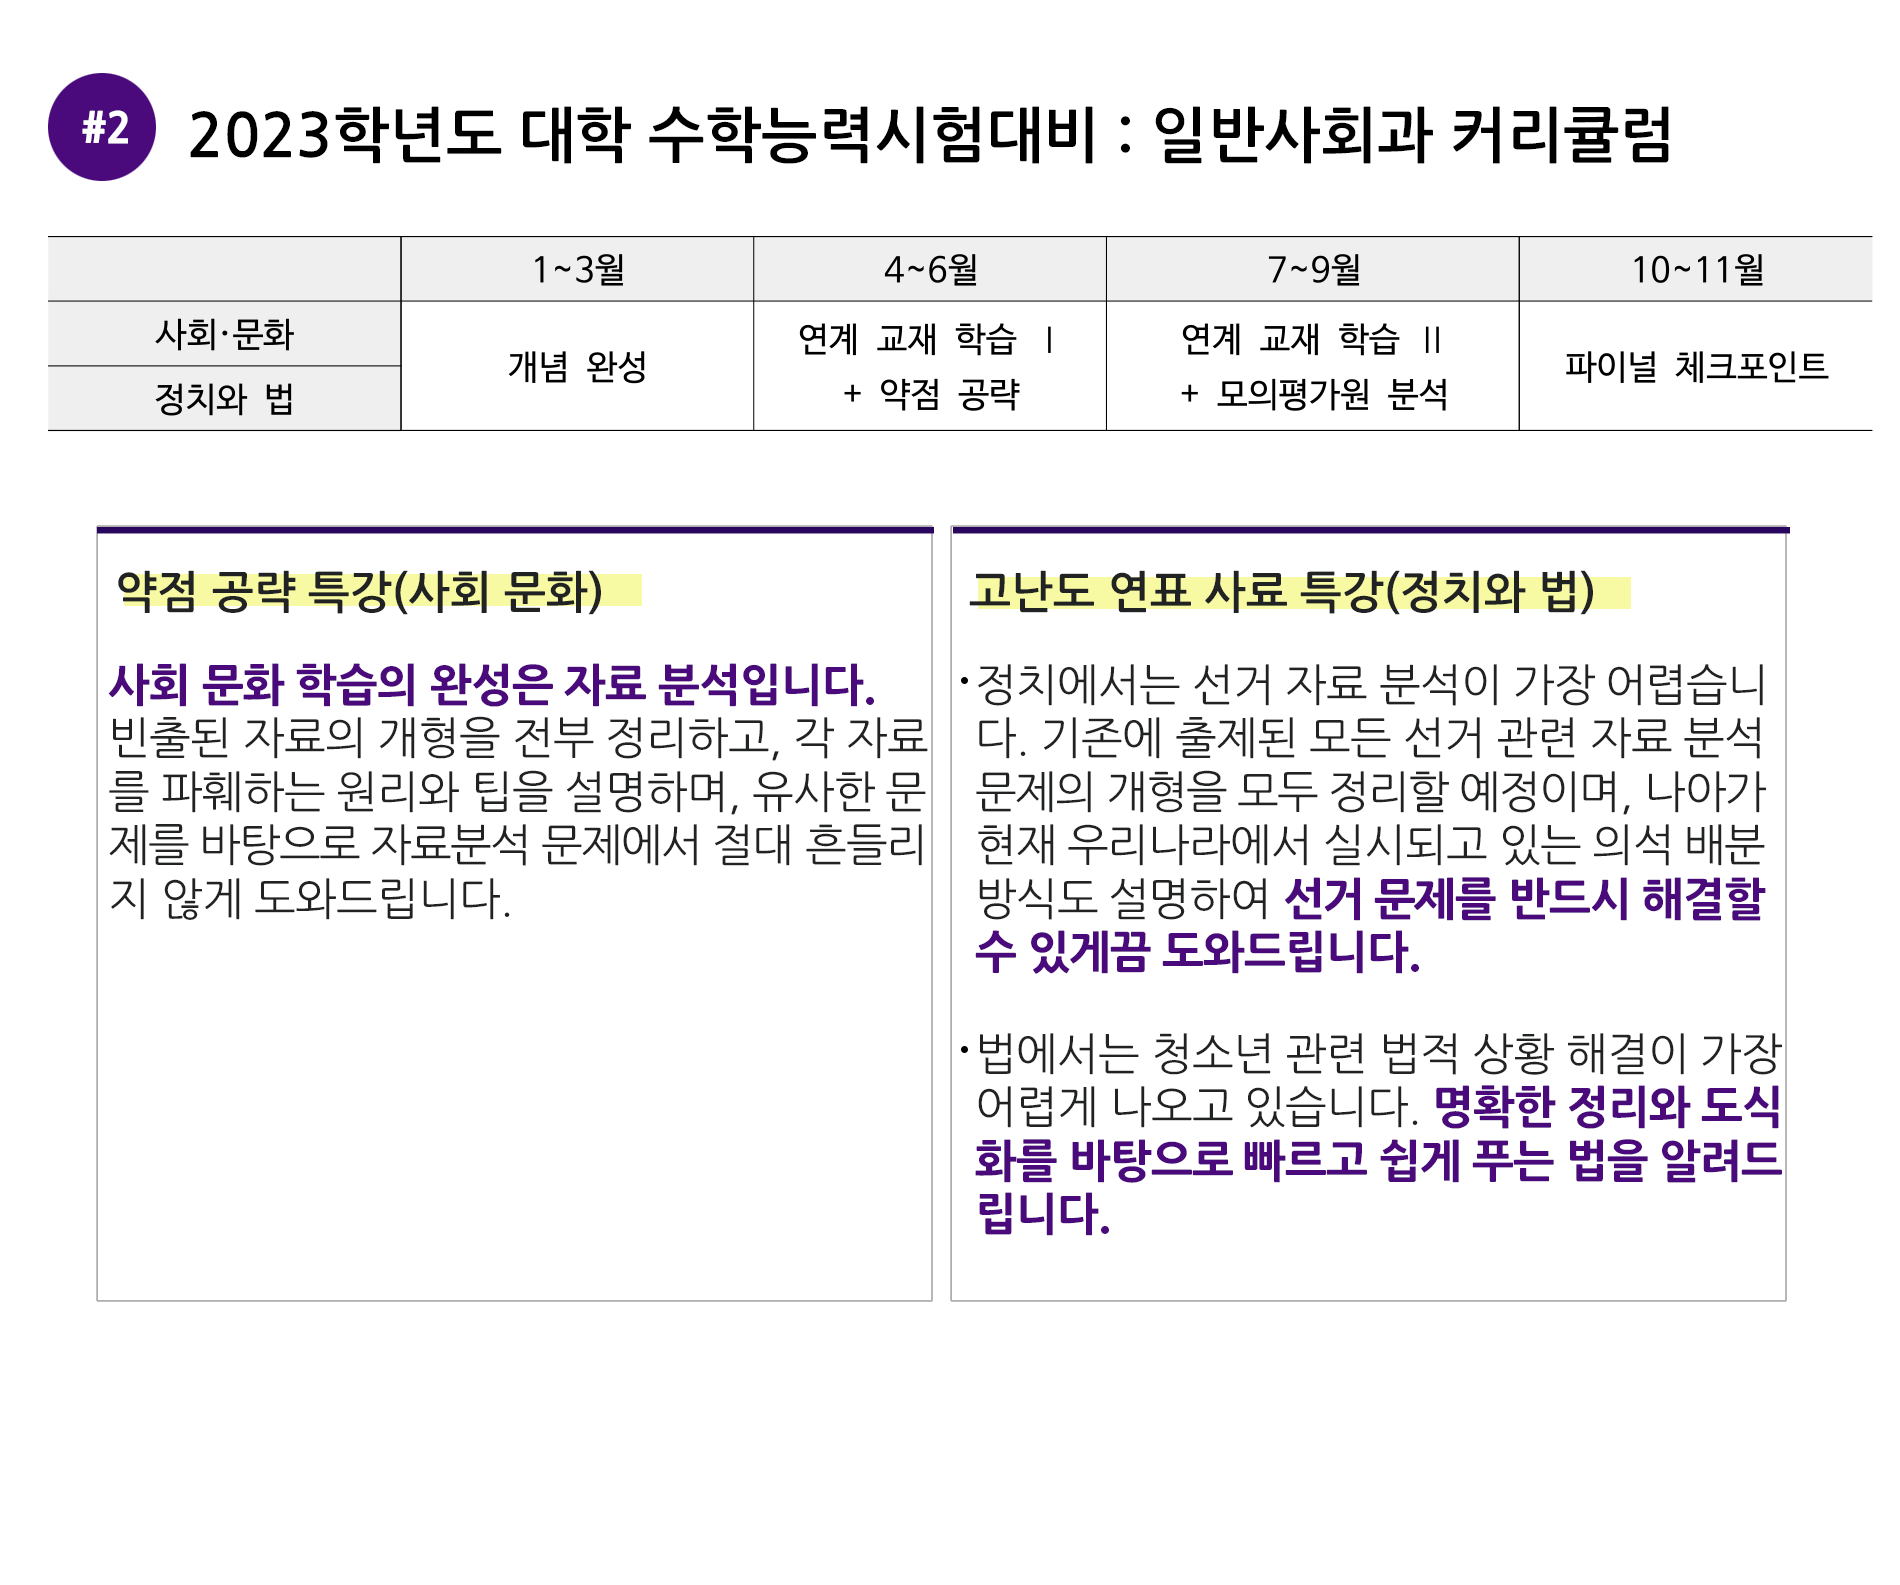 #2
2023학년도 대학 수학능력시험대비 : 일반사회과 커리큘럼
1~3월 4~6월 7~9월 10~11월
사회·문화
정치와 법
개념 완성
연계 교재 학습 Ⅰ
+ 약점 공략
연계 교재 학습 Ⅱ
+ 모의평가원 분석
파이널 체크포인트
약점 공략 특강(사회 문화)
사회 문화 학습의 완성은 자료 분석입니다.
빈출된 자료의 개형을 전부 정리하고, 각 자료
를 파훼하는 원리와 팁을 설명하며, 유사한 문
제를 바탕으로 자료분석 문제에서 절대 흔들리
지 않게 도와드립니다.
고난도 연표 사료 특강(정치와 법)
·정치에서는 선거 자료 분석이 가장 어렵습니
다. 기존에 출제된 모든 선거 관련 자료 분석
문제의 개형을 모두 정리할 예정이며, 나아가
현재 우리나라에서 실시되고 있는 의석 배분
방식도 설명하여 선거 문제를 반드시 해결할
수 있게끔 도와드립니다.
·법에서는 청소년 관련 법적 상황 해결이 가장
어렵게 나오고 있습니다. 명확한 정리와 도식
화를 바탕으로 빠르고 쉽게 푸는 법을 알려드
립니다.